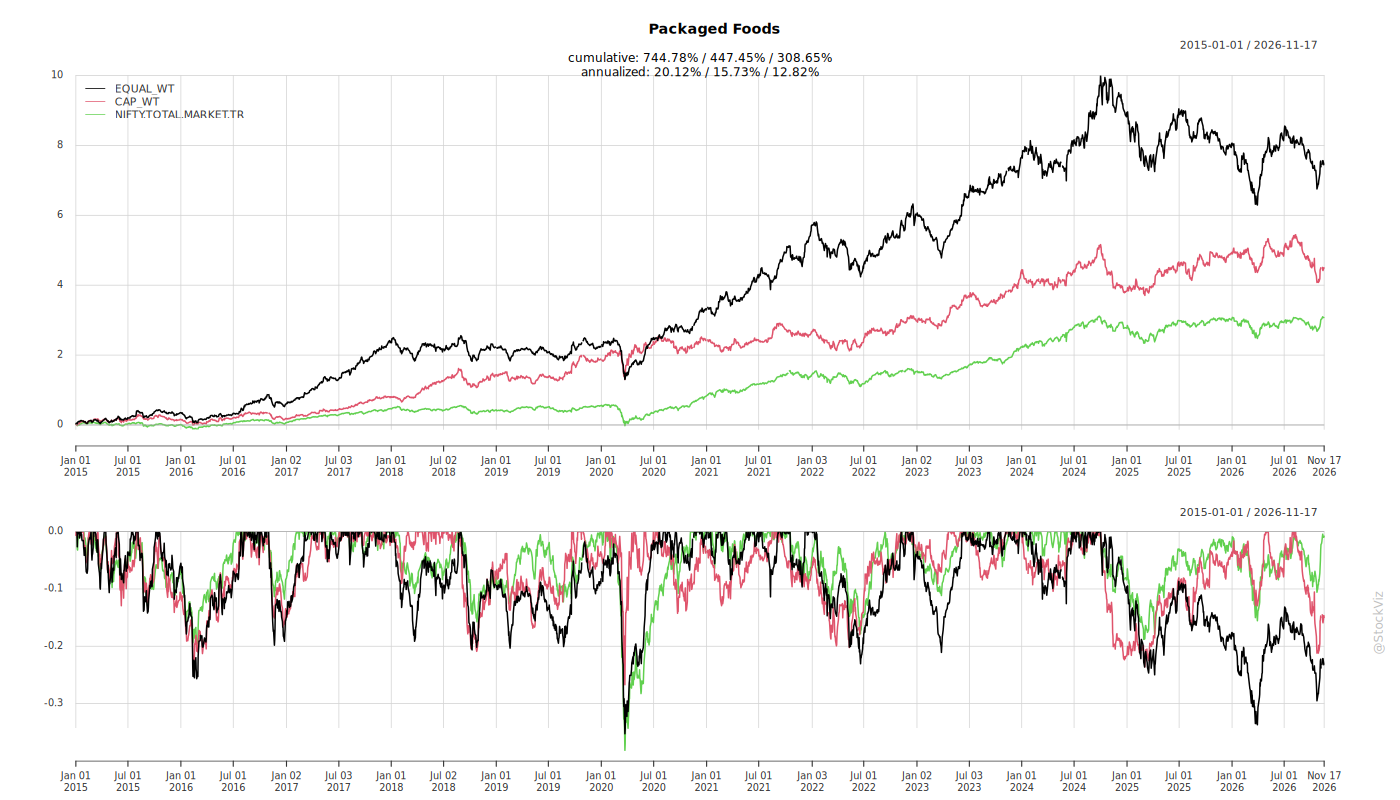 Packaged Foods
2015-01-01 / 2026-11-17
cumulative: 744.78% / 447.45% / 308.65%
annualized: 20.12% / 15.73% / 12.82%
EQUAL_WT
CAP_WT
NIFTY.TOTAL.MARKET.TR
10
8
6
4
2
0
Jan 01 Jul 01 Jan 01 Jul 01 Jan 02 Jul 03 Jan 01 Jul 02 Jan 01 Jul 01 Jan 01 Jul 01 Jan 01 Jul 01 Jan 03 Jul 01 Jan 02 Jul 03 Jan 01 Jul 01 Jan 01 Jul 01 Jan 01 Jul 01 Nov 17
2015 2015 2016 2016 2017 2017 2018 2018 2019 2019 2020 2020 2021 2021 2022 2022 2023 2023 2024 2024 2025 2025 2026 2026 2026
2015-01-01 / 2026-11-17
0.0
-0.1
-0.2
-0.3
Jan 01 Jul 01 Jan 01 Jul 01 Jan 02 Jul 03 Jan 01 Jul 02 Jan 01 Jul 01 Jan 01 Jul 01 Jan 01 Jul 01 Jan 03 Jul 01 Jan 02 Jul 03 Jan 01 Jul 01 Jan 01 Jul 01 Jan 01 Jul 01 Nov 17
2015 2015 2016 2016 2017 2017 2018 2018 2019 2019 2020 2020 2021 2021 2022 2022 2023 2023 2024 2024 2025 2025 2026 2026 2026
@StockViz